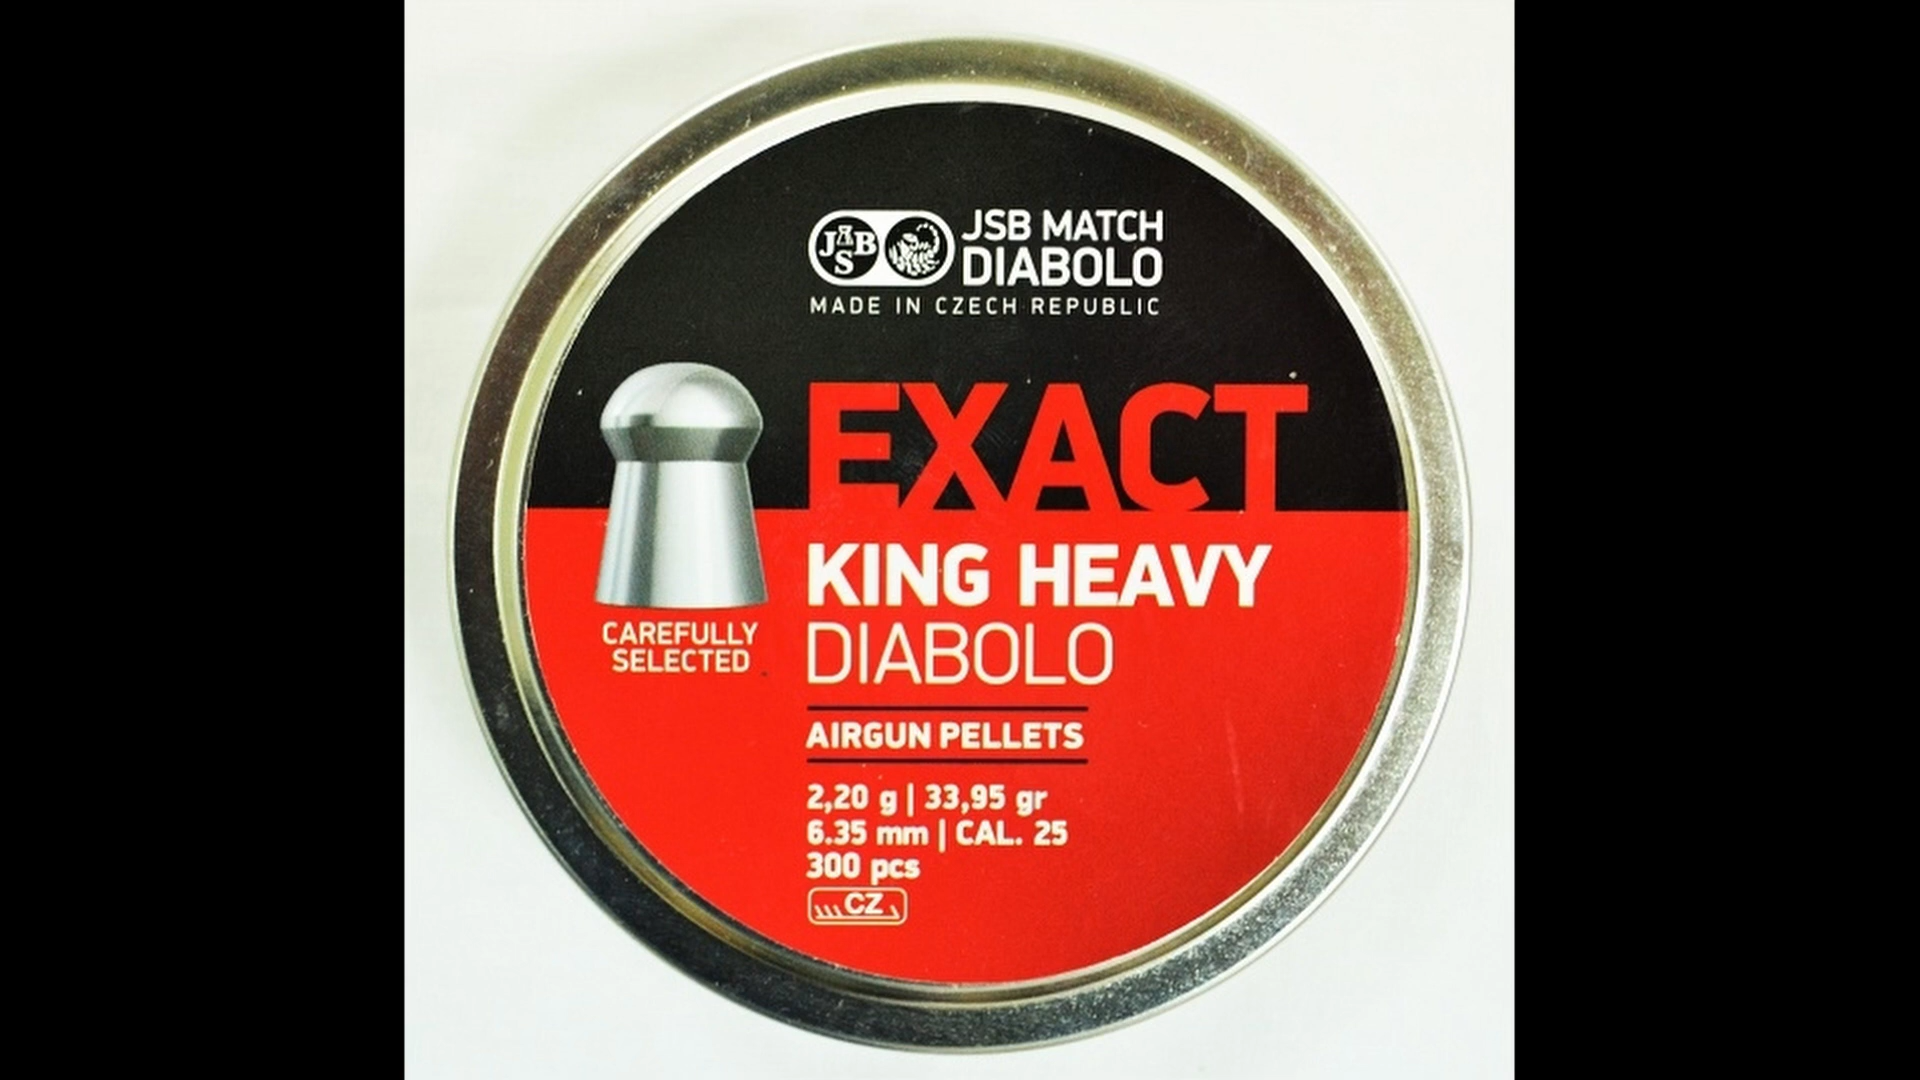 JSB
JSB MATCH
DIABOLO
MADE IN CZECH REPUBLIC
EXACT
KING HEAVY
DIABOLO
CAREFULLY
SELECTED
AIRGUN PELLETS
2,20 g | 33,95 gr
6.35 mm | CAL. 25
300 pcs
CZ